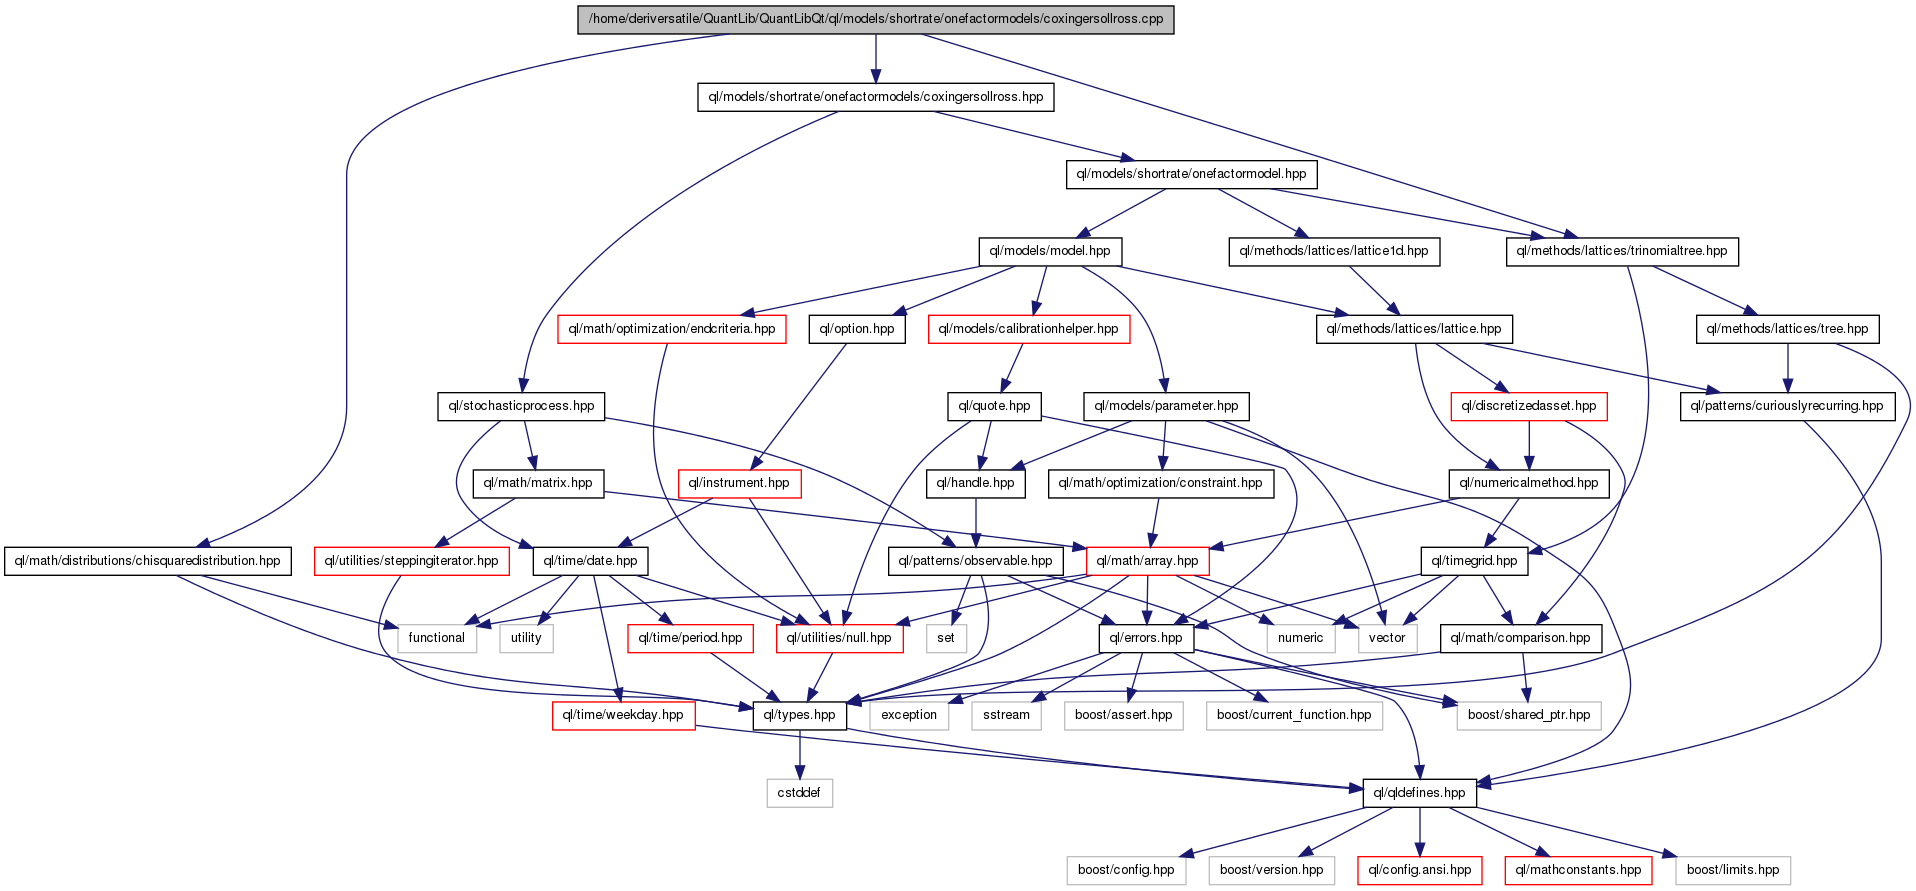 /home/deriversatile/QuantLib/QuantLibQt/ql/models/shortrate/onefactormodels/coxingersollross.cpp
ql/models/shortrate/onefactormodels/coxingersollross.hpp
ql/models/shortrate/onefactormodel.hpp
ql/models/model.hpp
ql/methods/lattices/lattice1d.hpp
ql/methods/lattices/trinomialtree.hpp
ql/math/optimization/endcriteria.hpp
ql/option.hpp
ql/models/calibrationhelper.hpp
ql/methods/lattices/lattice.hpp
ql/methods/lattices/tree.hpp
ql/stochasticprocess.hpp
ql/quote.hpp
ql/models/parameter.hpp
ql/discretizedasset.hpp
ql/patterns/curiouslyrecurring.hpp
ql/math/matrix.hpp
ql/instrument.hpp
ql/handle.hpp
ql/math/optimization/constraint.hpp
ql/numericalmethod.hpp
ql/math/distributions/chisquaredistribution.hpp
ql/utilities/steppingiterator.hpp
ql/time/date.hpp
ql/patterns/observable.hpp
ql/math/array.hpp
ql/timegrid.hpp
functional
utility
ql/time/period.hpp
ql/utilities/null.hpp
set
ql/errors.hpp
numeric
vector
ql/math/comparison.hpp
ql/time/weekday.hpp
ql/types.hpp
exception
sstream
boost/assert.hpp
boost/current_function.hpp
boost/shared_ptr.hpp
cstddef
ql/qldefines.hpp
boost/config.hpp
boost/version.hpp
ql/config.ansi.hpp
ql/mathconstants.hpp
boost/limits.hpp